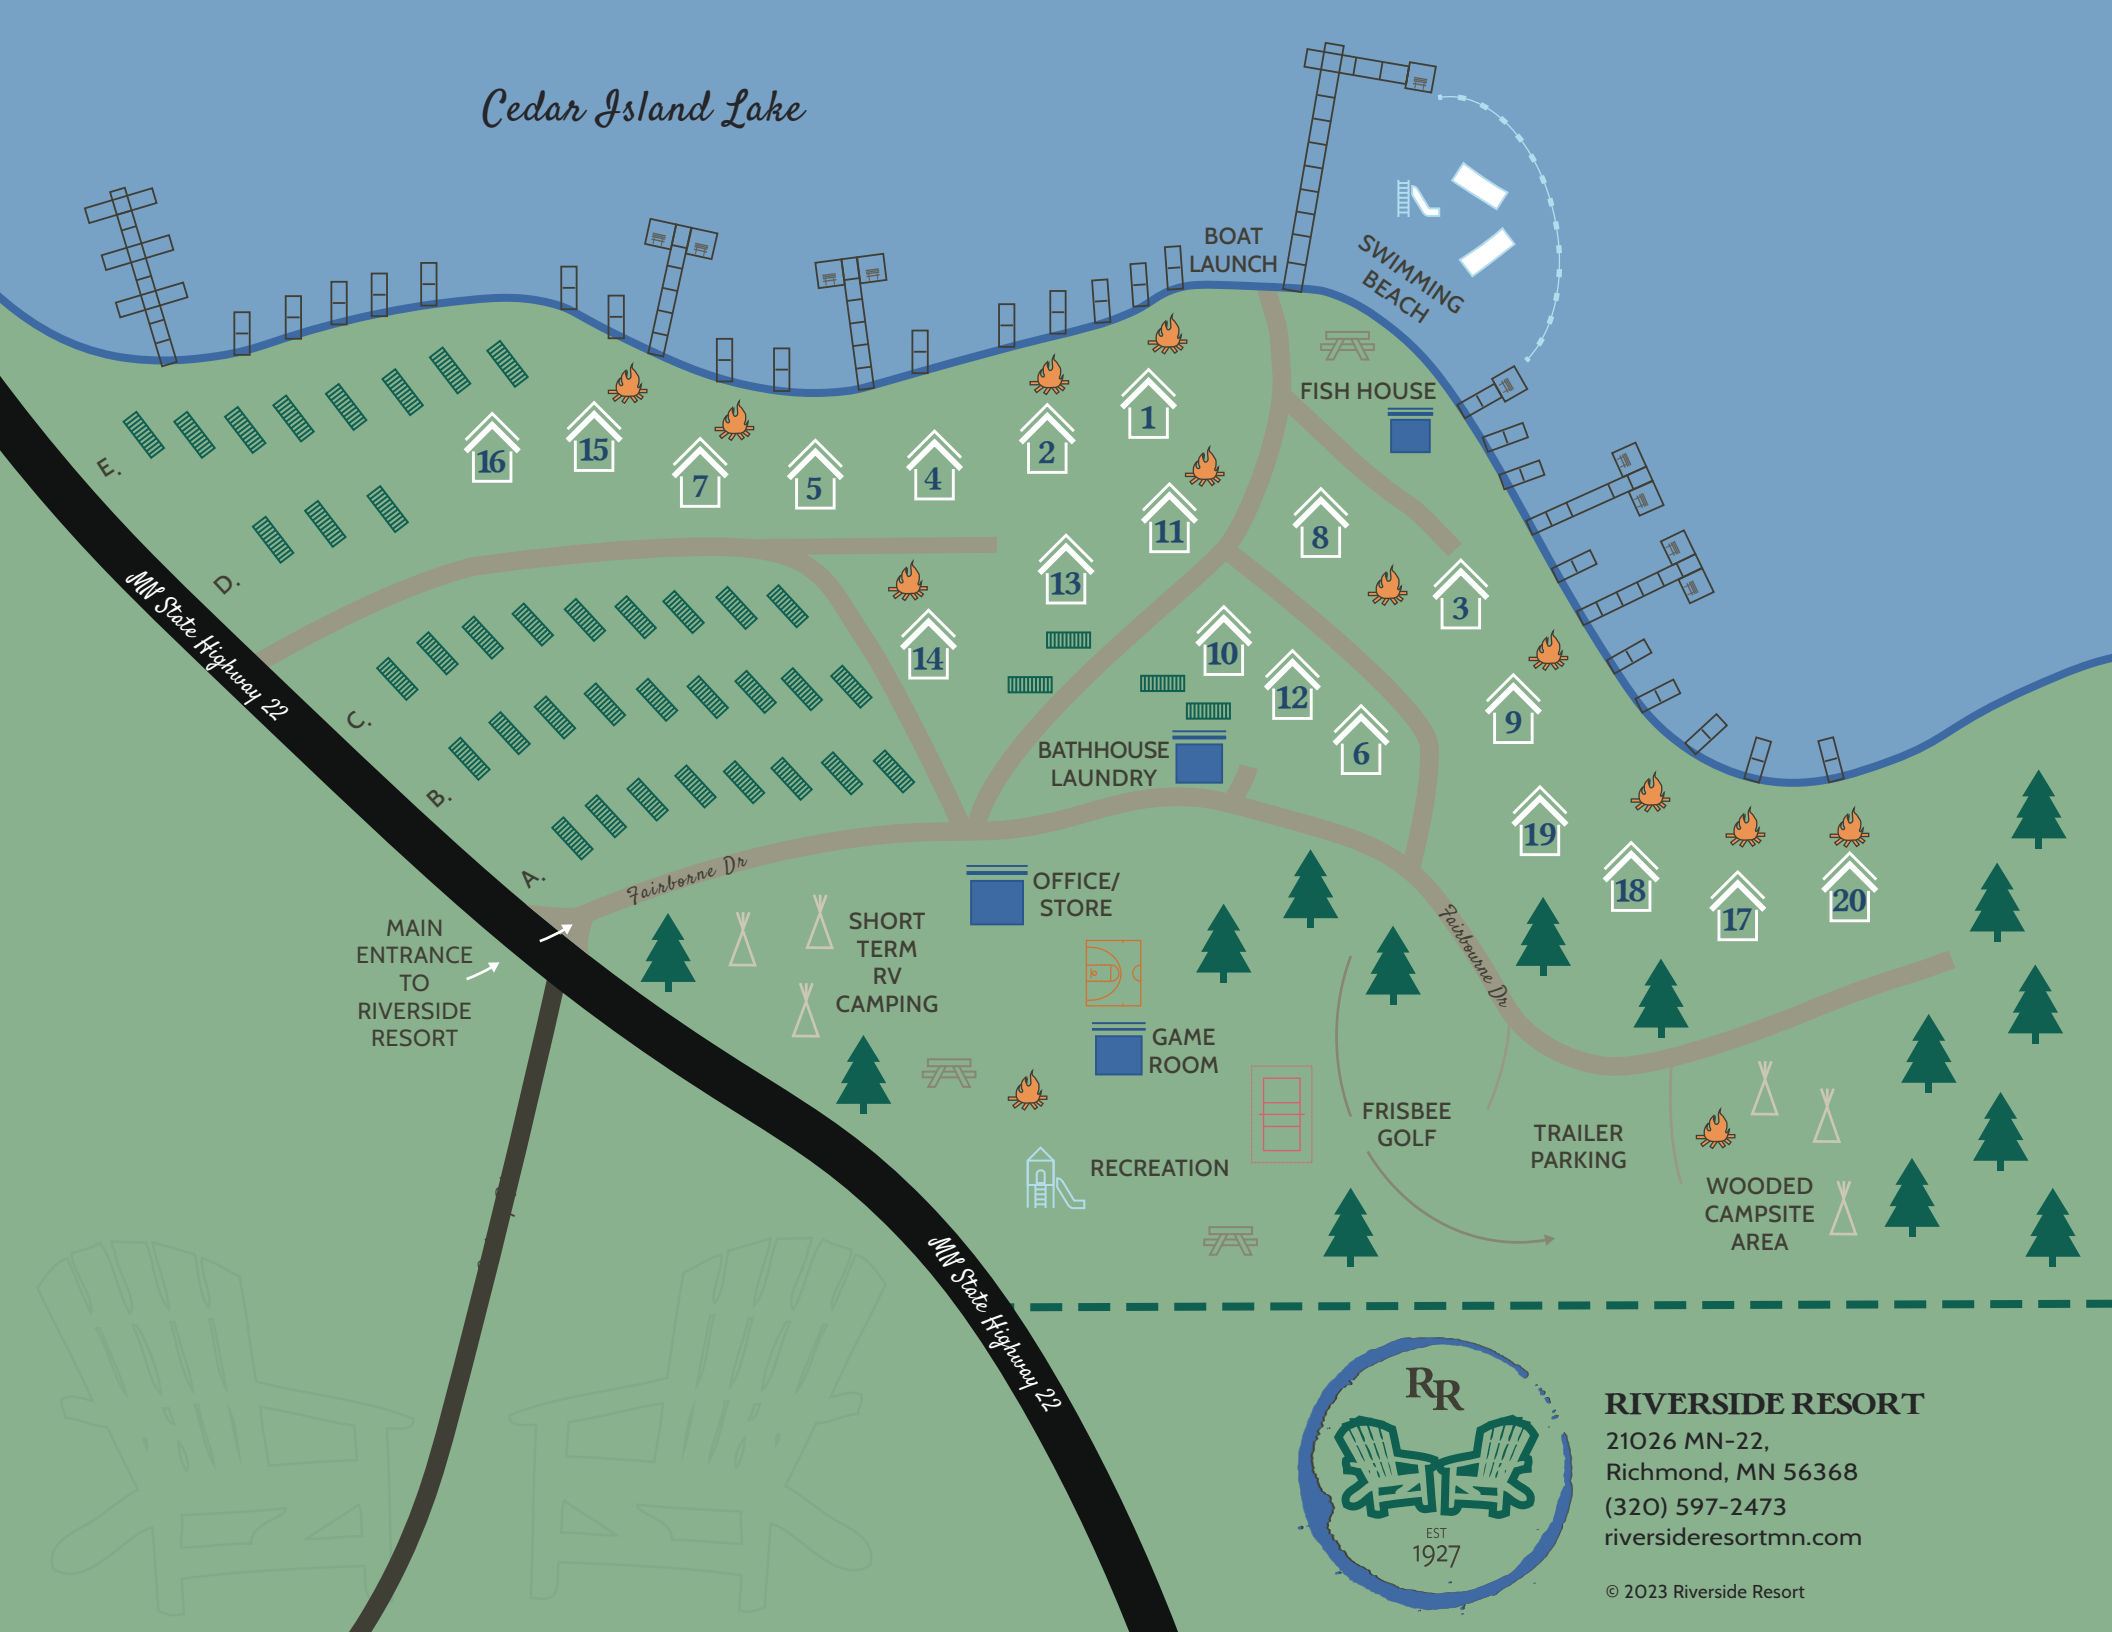 Cedar Island Lake
BOAT
LAUNCH
SWIMMING
BEACH
FISH HOUSE
1
2
15
16
7
5
4
11
8
13
3
14
10
12
6
9
19
18
17
20
E.
D.
C.
B.
A.
MN State Highway 22
BATHHOUSE
LAUNDRY
Fairborne Dr
OFFICE/
STORE
MAIN
ENTRANCE
TO
RIVERSIDE
RESORT
SHORT
TERM
RV
CAMPING
Fairbourne Dr
GAME
ROOM
FRISBEE
GOLF
TRAILER
PARKING
RECREATION
WOODED
CAMPSITE
AREA
MN State Highway 22
RR
EST
1927
RIVERSIDE RESORT
21026 MN-22,
Richmond, MN 56368
(320) 597-2473
riversideresortmn.com
© 2023 Riverside Resort